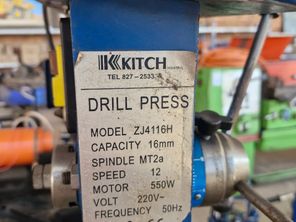 KITCH
TEL 827-2533
DRILL PRESS
MODEL ZJ4116H
CAPACITY 16mm
SPINDLE MT2a
SPEED 12
MOTOR 550W
VOLT 220V~
FREQUENCY 50Hz